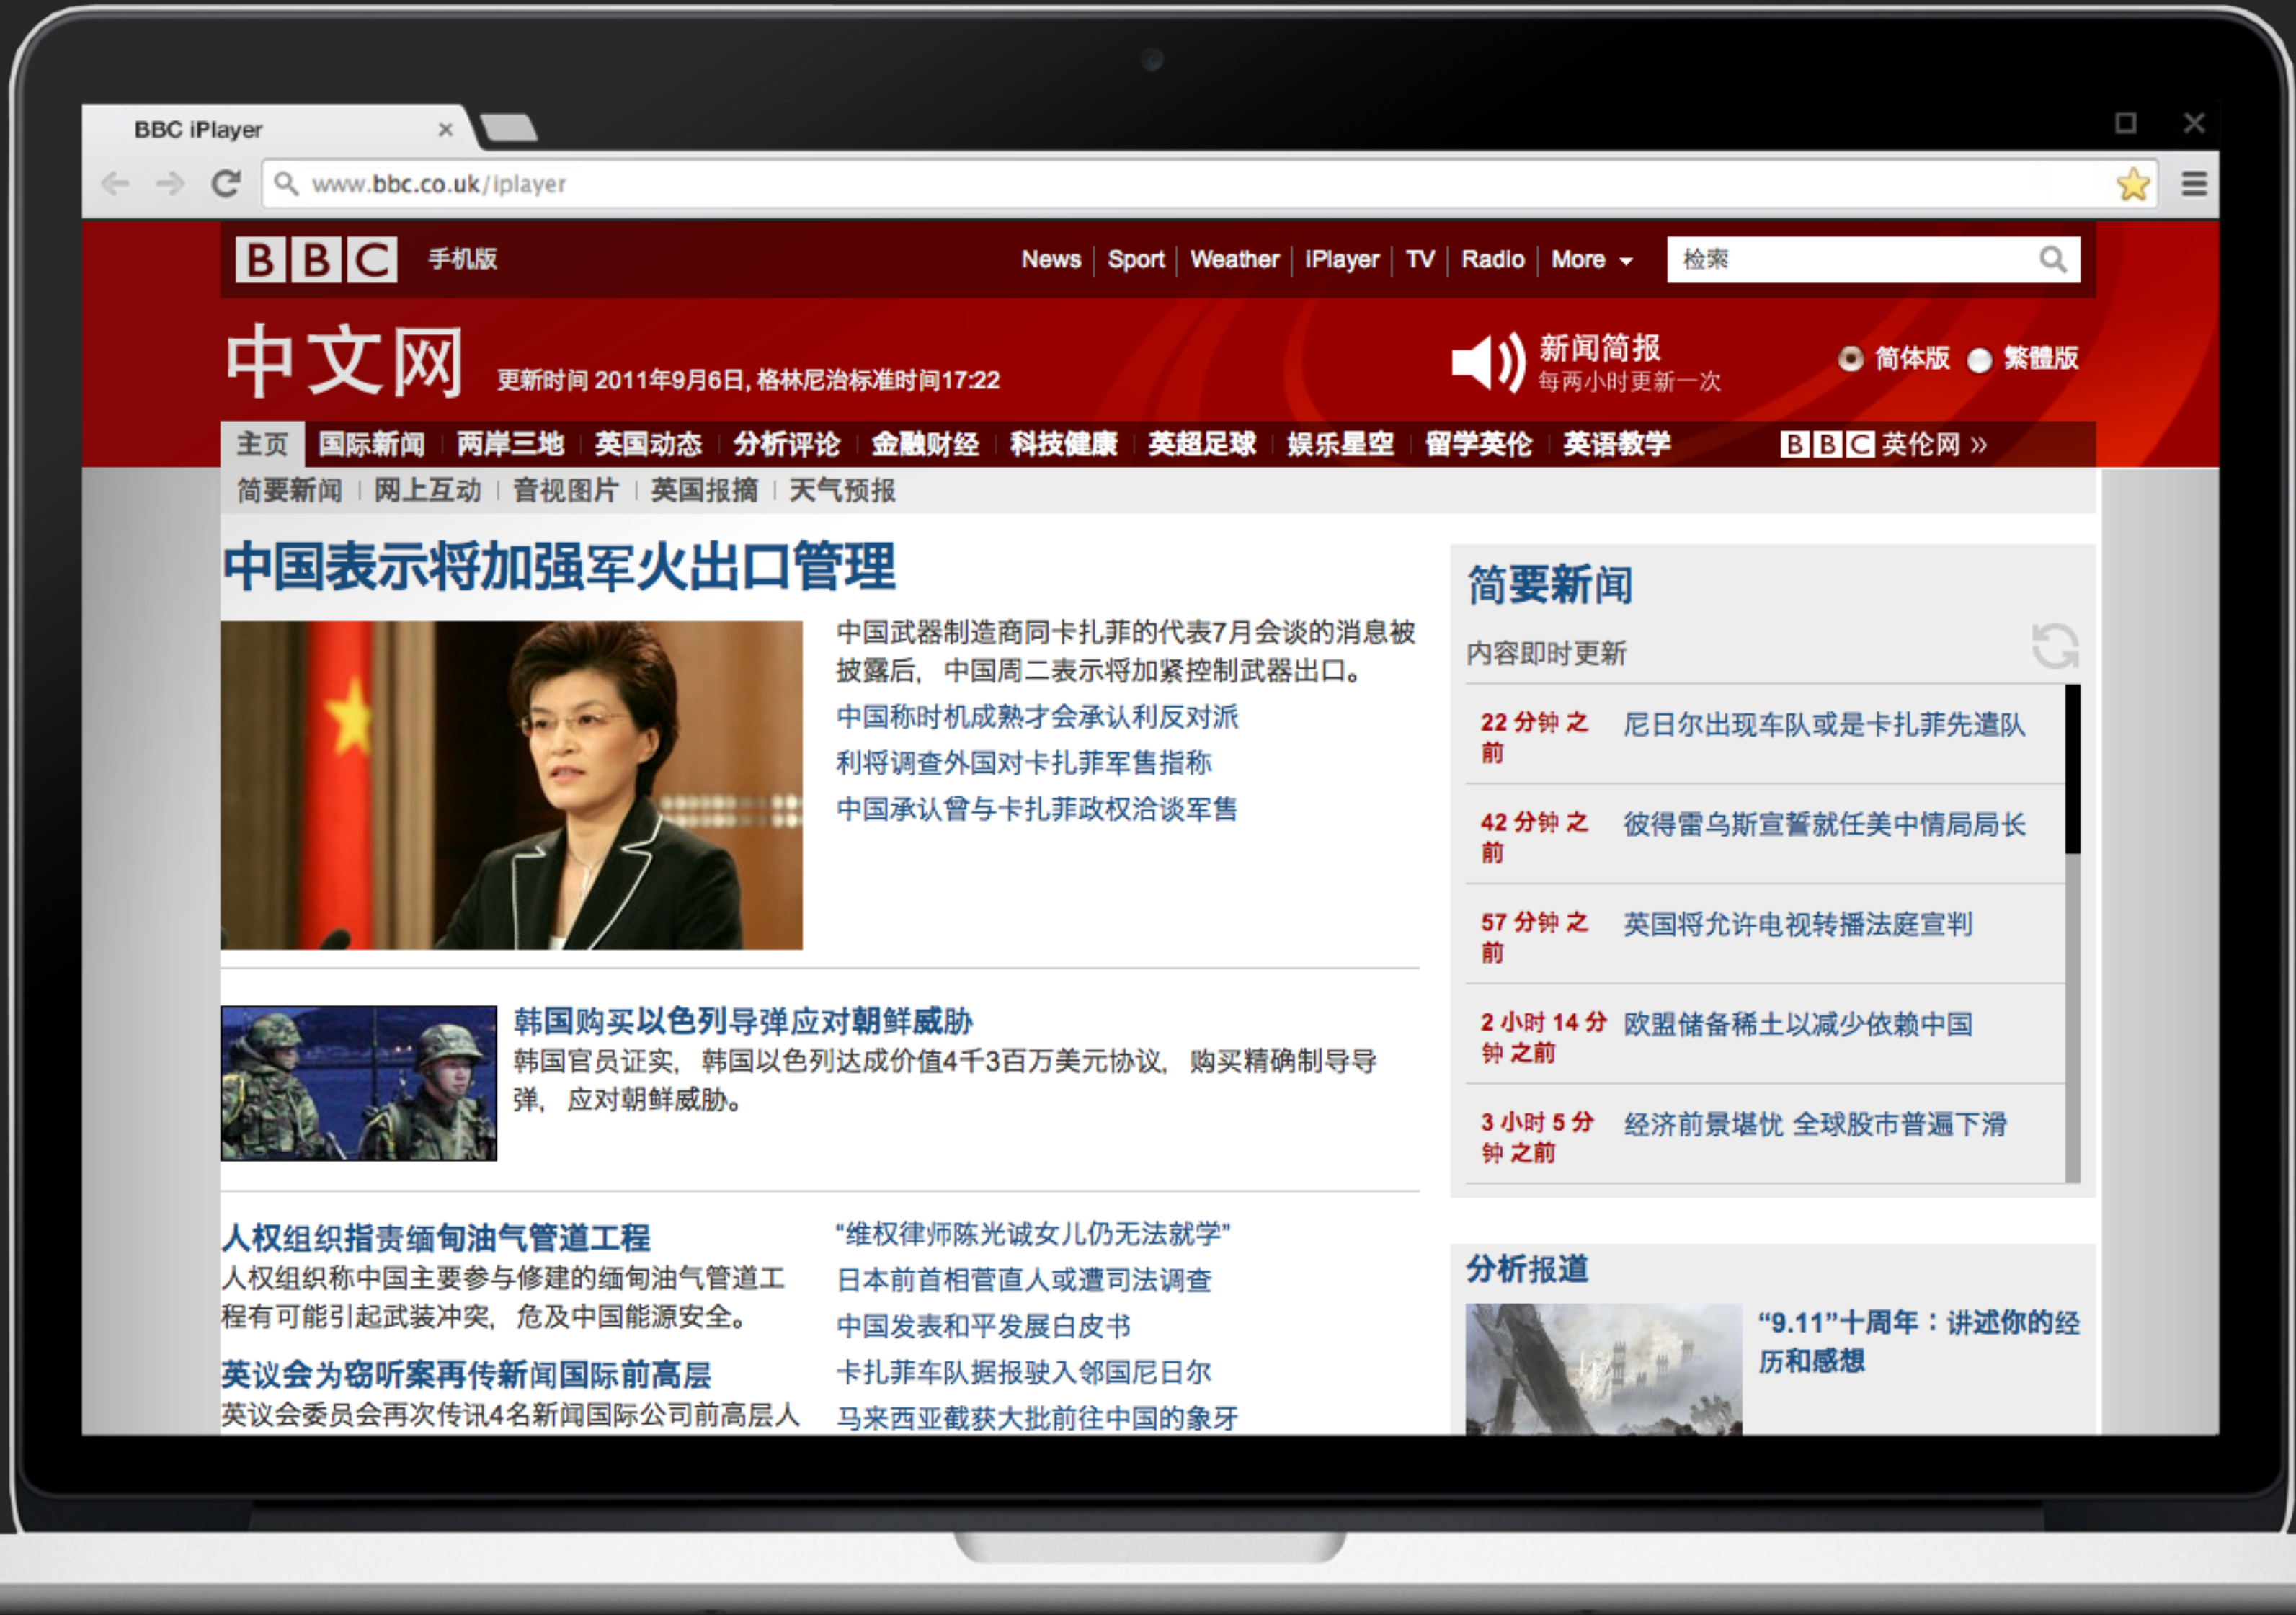 BBC iPlayer
www.bbc.co.uk/iplayer
BBC 手机版
News Sport Weather iPlayer TV Radio More
检索
中文网
更新时间 2011年9月6日, 格林尼治标准时间17:22
新闻简报
每两小时更新一次
简体版 繁體版
主页 国际新闻 两岸三地 英国动态 分析评论 金融财经 科技健康 英超足球 娱乐星空 留学英伦 英语教学 BBC 英伦网 »
简要新闻 网上互动 音视图片 英国报摘 天气预报
中国表示将加强军火出口管理
中国武器制造商同卡扎菲的代表7月会谈的消息被
披露后，中国周二表示将加紧控制武器出口。
中国称时机成熟才会承认利反对派
利将调查外国对卡扎菲军售指称
中国承认曾与卡扎菲政权洽谈军售
韩国购买以色列导弹应对朝鲜威胁
韩国官员证实，韩国以色列达成价值4千3百万美元协议，购买精确制导导
弹，应对朝鲜威胁。
人权组织指责缅甸油气管道工程
人权组织称中国主要参与修建的缅甸油气管道工
程有可能引起武装冲突，危及中国能源安全。
英议会为窃听案再传新闻国际前高层
英议会委员会再次传讯4名新闻国际公司前高层人
“维权律师陈光诚女儿仍无法就学”
日本前首相菅直人或遭司法调查
中国发表和平发展白皮书
卡扎菲车队据报驶入邻国尼日尔
马来西亚截获大批前往中国的象牙
简要新闻
内容即时更新
22 分钟 之
前
尼日尔出现车队或是卡扎菲先遣队
42 分钟 之
前
彼得雷乌斯宣誓就任美中情局局长
57 分钟 之
前
英国将允许电视转播法庭宣判
2 小时 14 分
钟 之前
欧盟储备稀土以减少依赖中国
3 小时 5 分
钟 之前
经济前景堪忧 全球股市普遍下滑
分析报道
“9.11”十周年：讲述你的经
历和感想